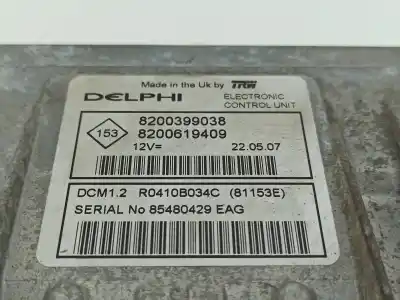 Made in the Uk by TRW
DELPHI
ELECTRONIC
CONTROL UNIT
153
8200399038
8200619409
12V=
22.05.07
DCM1.2 R0410B034C (81153E)
SERIAL No 85480429 EAG